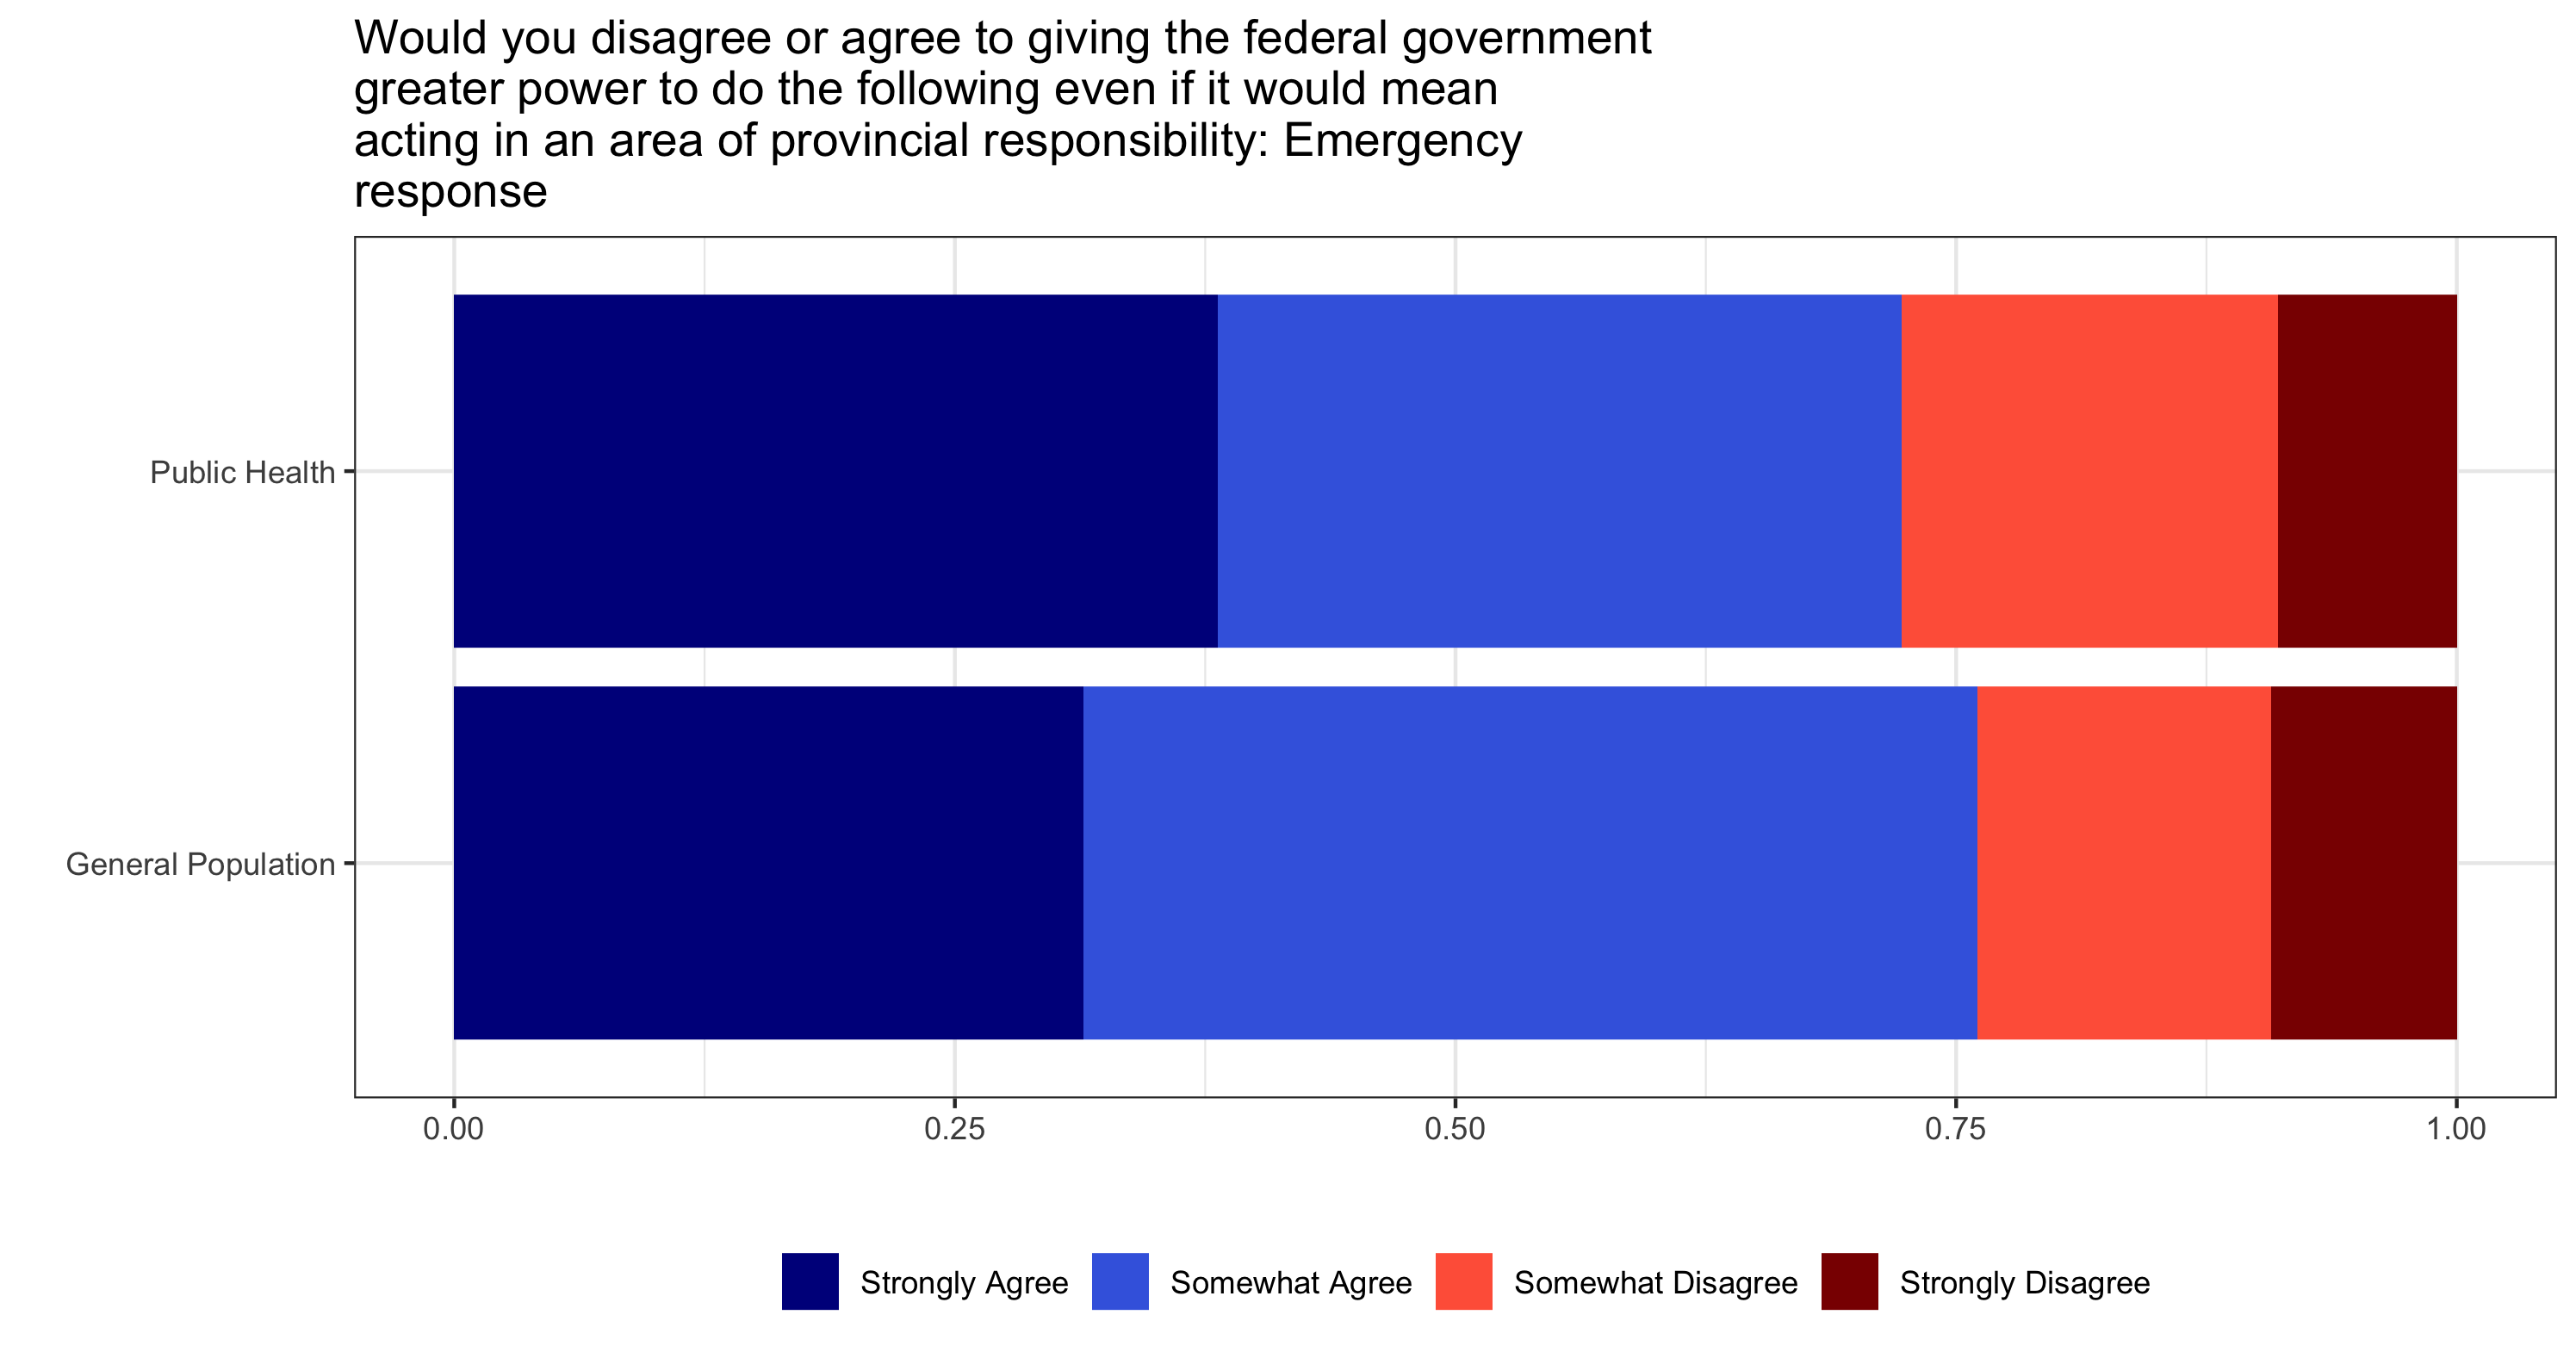 Would you disagree or agree to giving the federal government
greater power to do the following even if it would mean
acting in an area of provincial responsibility: Emergency
response
Public Health
General Population
0.00 0.25 0.50 0.75 1.00
Strongly Agree Somewhat Agree Somewhat Disagree Strongly Disagree